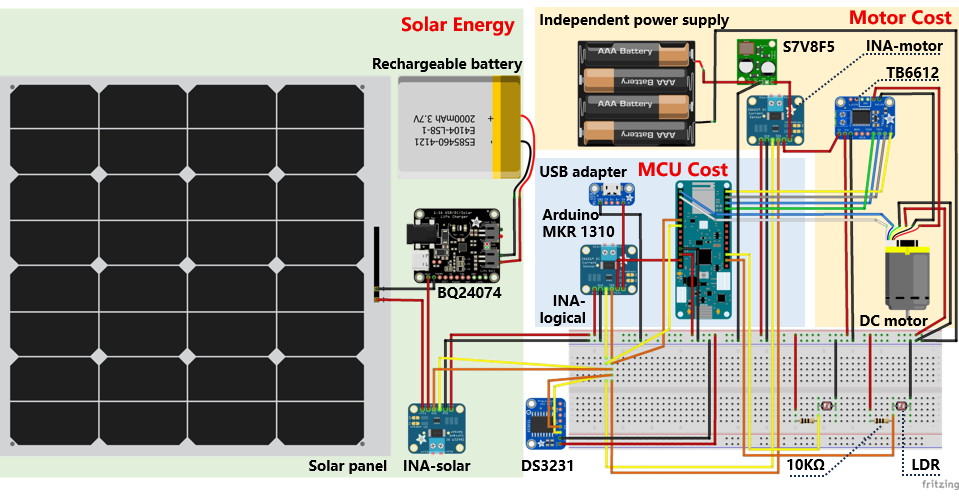 Solar Energy
Motor Cost
Independent power supply
S7V8F5
INA-motor
TB6612
Rechargeable battery
AAA Battery
AAA Battery
AAA Battery
AAA Battery
2000mAh 3.7V
E4104-LS8-1
E585-60-4121
USB adapter
MCU Cost
Arduino
MKR 1310
BQ24074
INA-
logical
DC motor
Solar panel
INA-solar
DS3231
10KΩ
LDR
fritzing